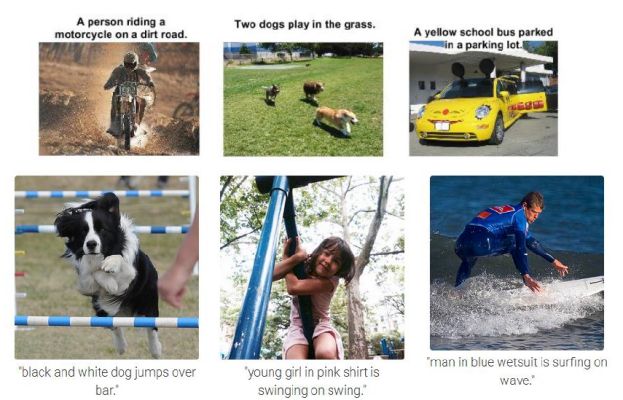 A person riding a
motorcycle on a dirt road.
Two dogs play in the grass.
A yellow school bus parked
in a parking lot.
"black and white dog jumps over
bar."
"young girl in pink shirt is
swinging on swing."
"man in blue wetsuit is surfing on
wave."